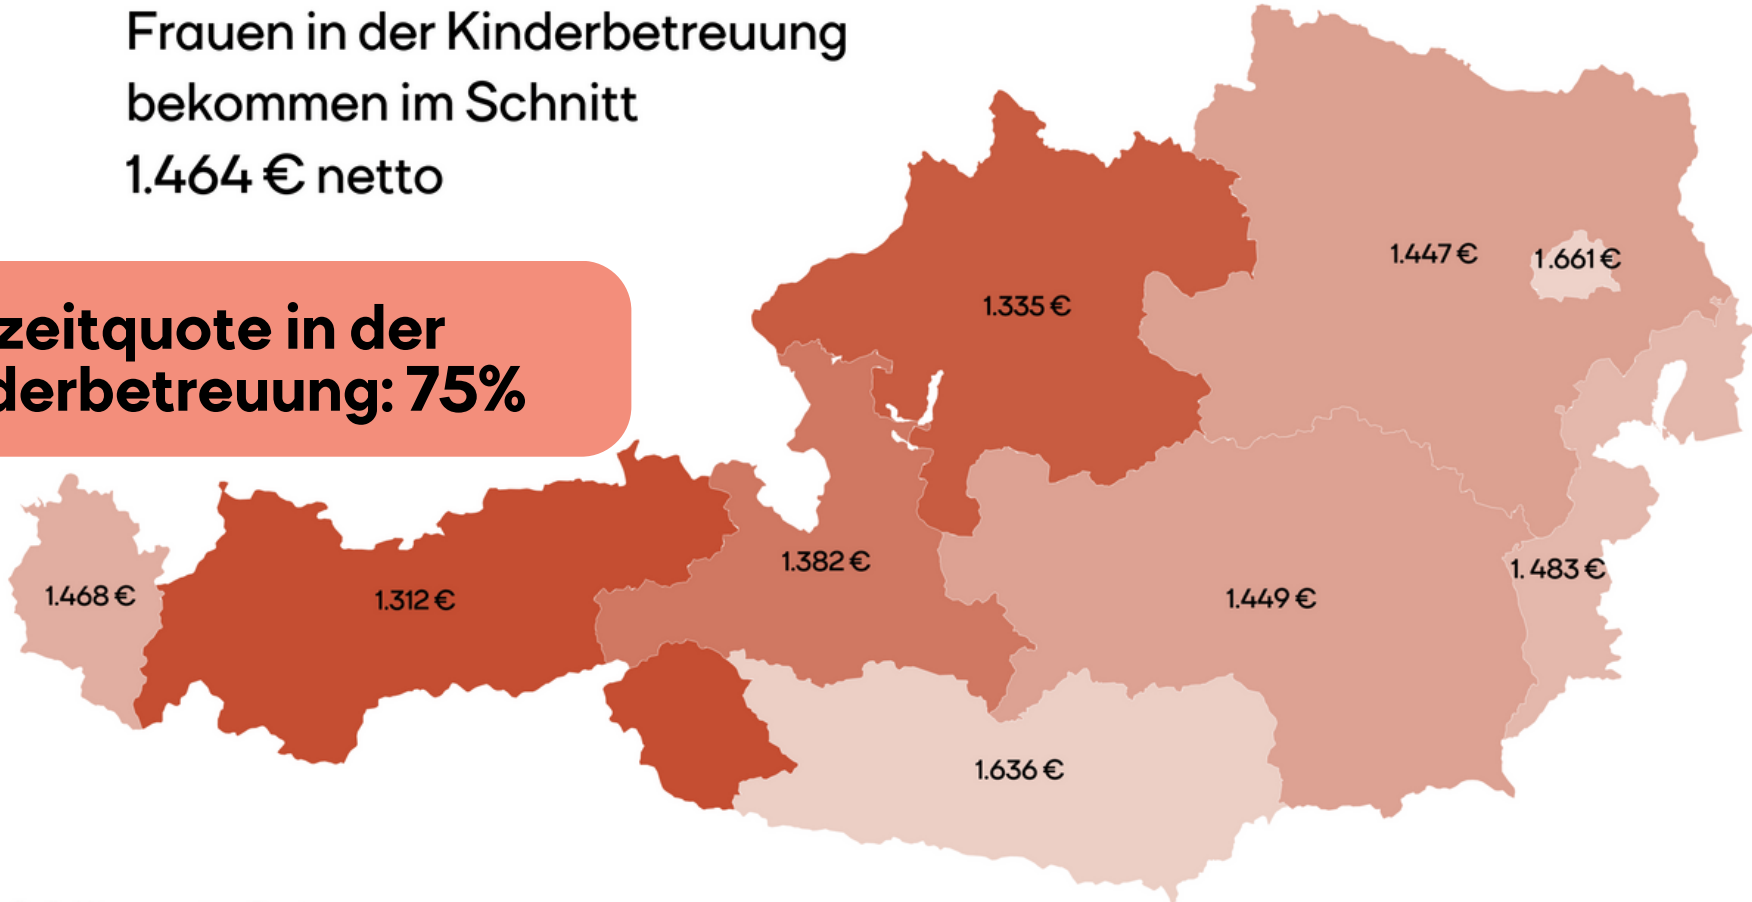 Frauen in der Kinderbetreuung
bekommen im Schnitt
1.464 € netto
zeitquote in der
derbetreuung: 75%
1.447 €
1.661 €
1.335 €
1.382 €
1.468 €
1.312 €
1.449 €
1. 483 €
1.636 €